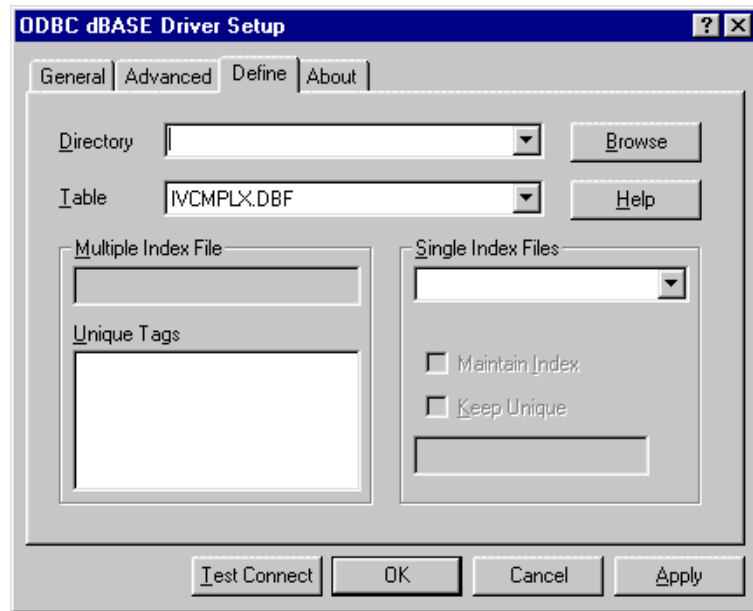 ODBC dBASE Driver Setup
General Advanced Define About
Directory Browse
Table IVCMPLX.DBF Help
Multiple Index File Single Index Files
Unique Tags
Maintain Index
Keep Unique
Test Connect OK Cancel Apply